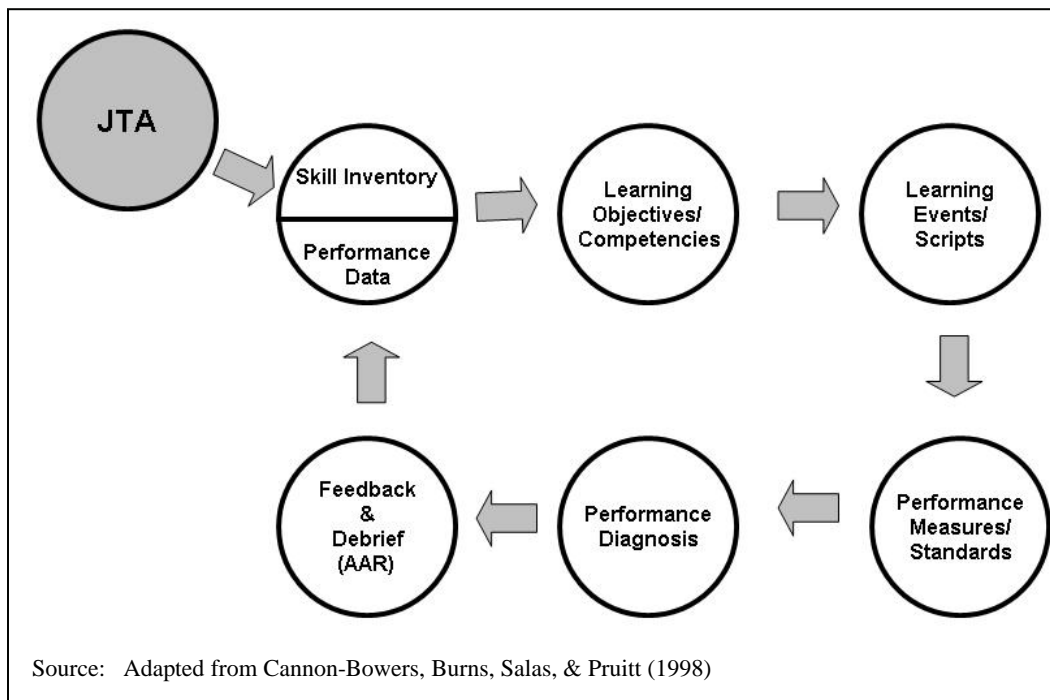 JTA
Skill Inventory
Performance
Data
Learning
Objectives/
Competencies
Learning
Events/
Scripts
Performance
Measures/
Standards
Performance
Diagnosis
Feedback
&
Debrief
(AAR)
Source: Adapted from Cannon-Bowers, Burns, Salas, & Pruitt (1998)